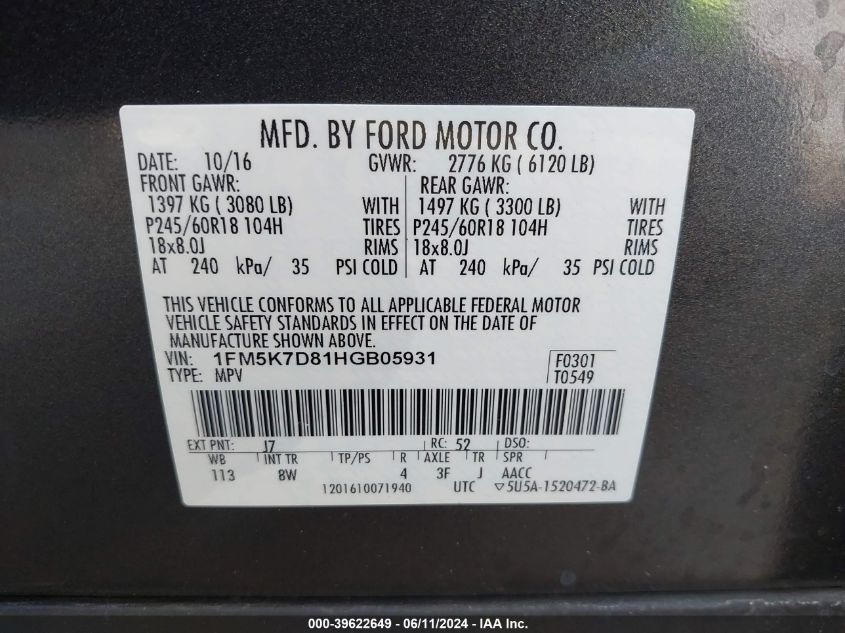 MFD. BY FORD MOTOR CO.
DATE: 10/16 GVWR: 2776 KG ( 6120 LB)
FRONT GAWR: REAR GAWR:
1397 KG ( 3080 LB) WITH 1497 KG ( 3300 LB) WITH
P245/60R18 104H TIRES P245/60R18 104H TIRES
18x8.0J RIMS 18x8.0J RIMS
AT 240 kPa/ 35 PSI COLD AT 240 kPa/ 35 PSI COLD
THIS VEHICLE CONFORMS TO ALL APPLICABLE FEDERAL MOTOR
VEHICLE SAFETY STANDARDS IN EFFECT ON THE DATE OF
MANUFACTURE SHOWN ABOVE.
VIN: 1FM5K7D81HGB05931 F0301
TYPE: MPV T0549
EXT PNT: J7 RC: 52 DSO:
WB INT TR TP/PS R AXLE TR SPR
113 8W 4 3F J AACC
1201610071940 UTC ▽5U5A-1520472-BA
000-39622649 / 06/11/2024 - IAA Inc.